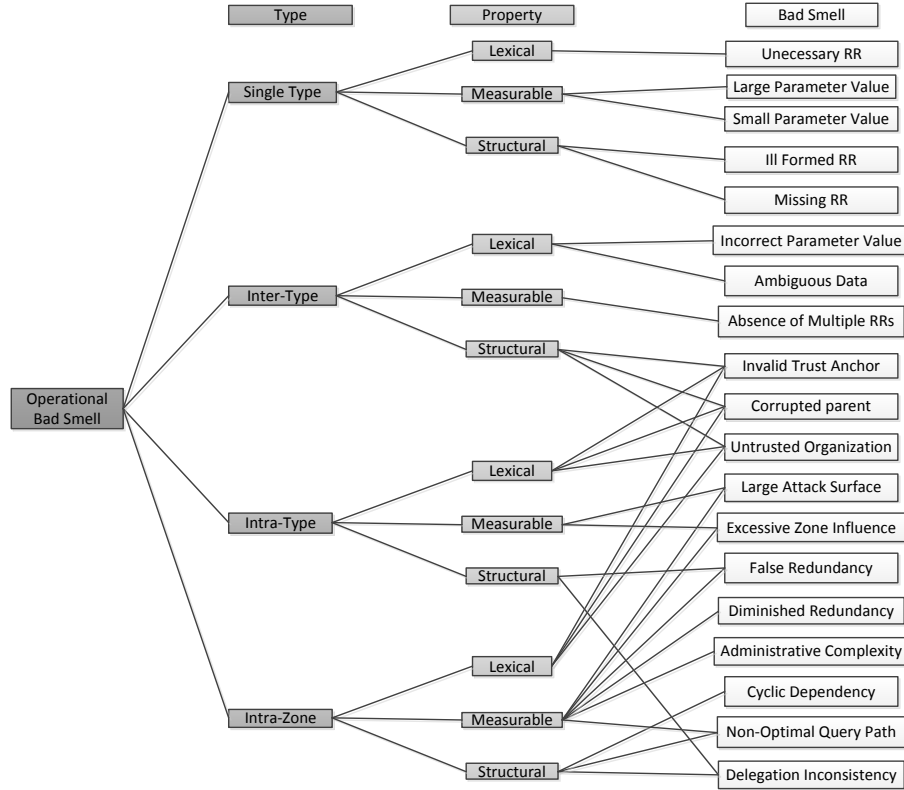 Type
Property
Bad Smell
Lexical
Unecessary RR
Single Type
Measurable
Large Parameter Value
Small Parameter Value
Structural
Ill Formed RR
Missing RR
Lexical
Incorrect Parameter Value
Ambiguous Data
Inter-Type
Measurable
Absence of Multiple RRs
Structural
Invalid Trust Anchor
Operational
Bad Smell
Corrupted parent
Untrusted Organization
Lexical
Large Attack Surface
Intra-Type
Measurable
Excessive Zone Influence
Structural
False Redundancy
Diminished Redundancy
Lexical
Administrative Complexity
Cyclic Dependency
Intra-Zone
Measurable
Non-Optimal Query Path
Structural
Delegation Inconsistency